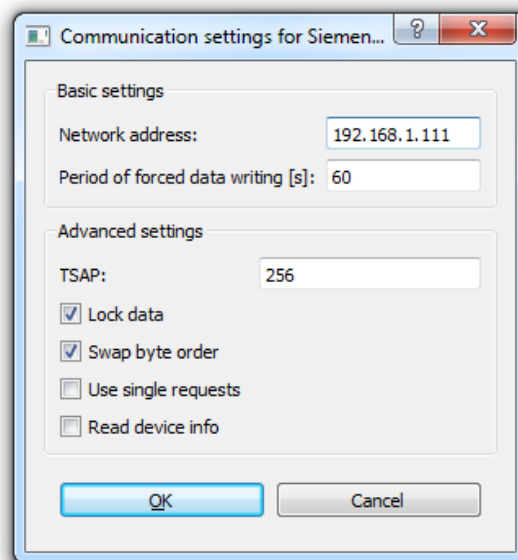 Communication settings for Siemen...
Basic settings
Network address: 192.168.1.111
Period of forced data writing [s]: 60
Advanced settings
TSAP: 256
Lock data
Swap byte order
Use single requests
Read device info
OK Cancel